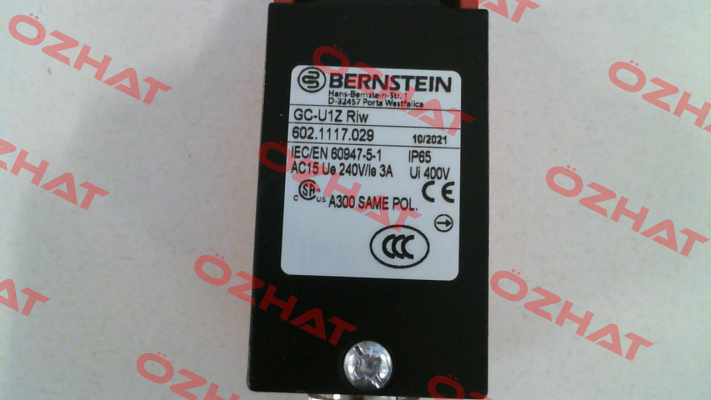 BERNSTEIN
Hans-Bernstein-Str. 1
D-32457 Porta Westfalica
GC-U1Z Riw
602.1117.029 10/2021
IEC/EN 60947-5-1 IP65
AC15 Ue 240V/Ie 3A Ui 400V
C SA US A300 SAME POL. CE
CCC
ÖZHAT
ÖZHAT
ÖZHAT
ÖZHAT
ÖZHAT
ÖZHAT
ÖZHAT
ÖZHAT
ÖZHAT